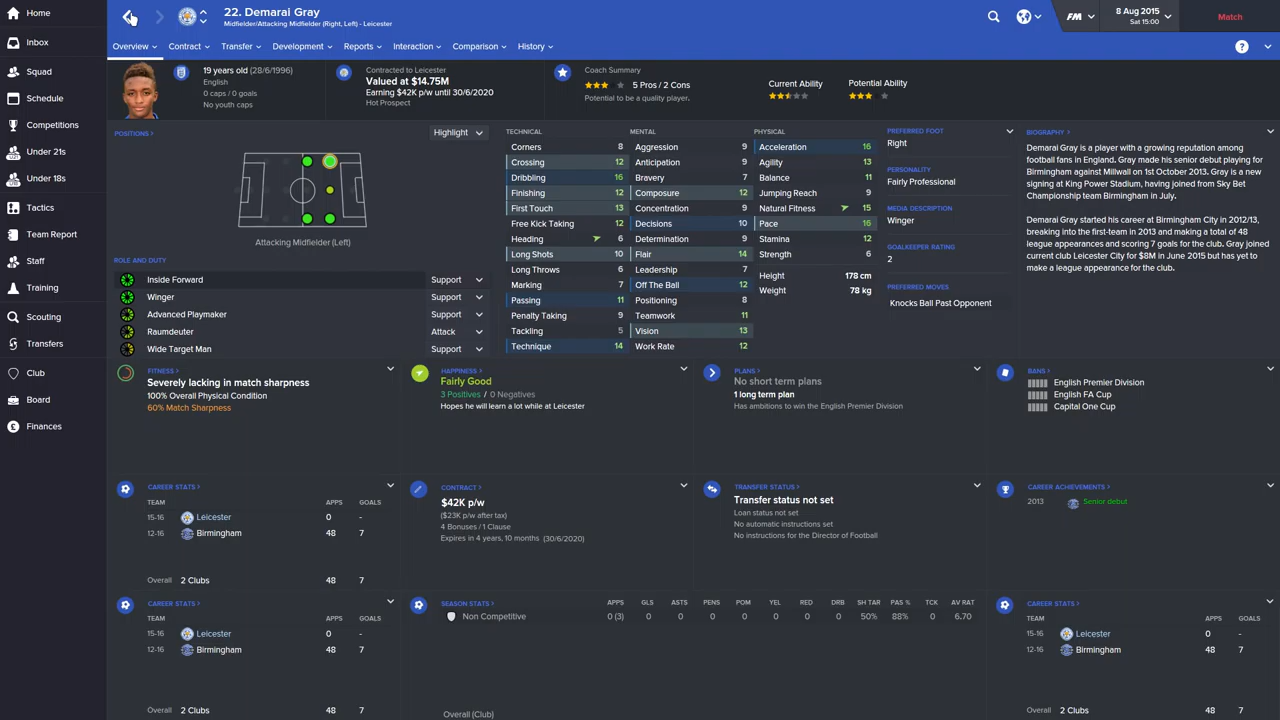 Home
Inbox
Squad
Schedule
Competitions
Under 21s
Under 18s
Tactics
Team Report
Staff
Training
Scouting
Transfers
Club
Board
Finances
22. Demarai Gray
Midfielder/Attacking Midfielder (Right, Left) - Leicester
FM
8 Aug 2015
Sat 15:00
Match
Overview Contract Transfer Development Reports Interaction Comparison History
?
19 years old (28/6/1996)
English
0 caps / 0 goals
No youth caps
Contracted to Leicester
Valued at $14.75M
Earning $42K p/w until 30/6/2020
Hot Prospect
Coach Summary
5 Pros / 2 Cons
Potential to be a quality player.
Current Ability
Potential Ability
POSITIONS >
Highlight
Attacking Midfielder (Left)
ROLE AND DUTY
Inside Forward Support
Winger Support
Advanced Playmaker Support
Raumdeuter Attack
Wide Target Man Support
TECHNICAL
Corners 8
Crossing 12
Dribbling 16
Finishing 12
First Touch 13
Free Kick Taking 12
Heading 6
Long Shots 10
Long Throws 6
Marking 7
Passing 11
Penalty Taking 9
Tackling 5
Technique 14
MENTAL
Aggression 9
Anticipation 9
Bravery 7
Composure 12
Concentration 9
Decisions 10
Determination 9
Flair 14
Leadership 7
Off The Ball 12
Positioning 8
Teamwork 11
Vision 13
Work Rate 12
PHYSICAL
Acceleration 16
Agility 13
Balance 11
Jumping Reach 9
Natural Fitness 15
Pace 16
Stamina 12
Strength 6
Height 178 cm
Weight 78 kg
PREFERRED FOOT
Right
PERSONALITY
Fairly Professional
MEDIA DESCRIPTION
Winger
GOALKEEPER RATING
2
PREFERRED MOVES
Knocks Ball Past Opponent
BIOGRAPHY >
Demarai Gray is a player with a growing reputation among
football fans in England. Gray made his senior debut playing for
Birmingham against Millwall on 1st October 2013. Gray is a new
signing at King Power Stadium, having joined from Sky Bet
Championship team Birmingham in July.
Demarai Gray started his career at Birmingham City in 2012/13,
breaking into the first-team in 2013 and making a total of 48
league appearances and scoring 7 goals for the club. Gray joined
current club Leicester City for $8M in June 2015 but has yet to
make a league appearance for the club.
FITNESS >
Severely lacking in match sharpness
100% Overall Physical Condition
60% Match Sharpness
HAPPINESS >
Fairly Good
3 Positives / 0 Negatives
Hopes he will learn a lot while at Leicester
PLANS >
No short term plans
1 long term plan
Has ambitions to win the English Premier Division
BANS >
English Premier Division
English FA Cup
Capital One Cup
CAREER STATS >
TEAM APPS GOALS
15-16 Leicester 0 -
12-16 Birmingham 48 7
Overall 2 Clubs 48 7
CONTRACT >
$42K p/w
($23K p/w after tax)
4 Bonuses / 1 Clause
Expires in 4 years, 10 months (30/6/2020)
TRANSFER STATUS >
Transfer status not set
Loan status not set
No automatic instructions set
No instructions for the Director of Football
CAREER ACHIEVEMENTS >
2013 Senior debut
CAREER STATS >
TEAM APPS GOALS
15-16 Leicester 0 -
12-16 Birmingham 48 7
Overall 2 Clubs 48 7
SEASON STATS > APPS GLS ASTS PENS POM YEL RED DRB SH TAR PAS % TCK AV RAT
Non Competitive 0 (3) 0 0 0 0 0 0 0 50% 88% 0 6.70
Overall (Club)
CAREER STATS >
TEAM APPS GOALS
15-16 Leicester 0 -
12-16 Birmingham 48 7
Overall 2 Clubs 48 7